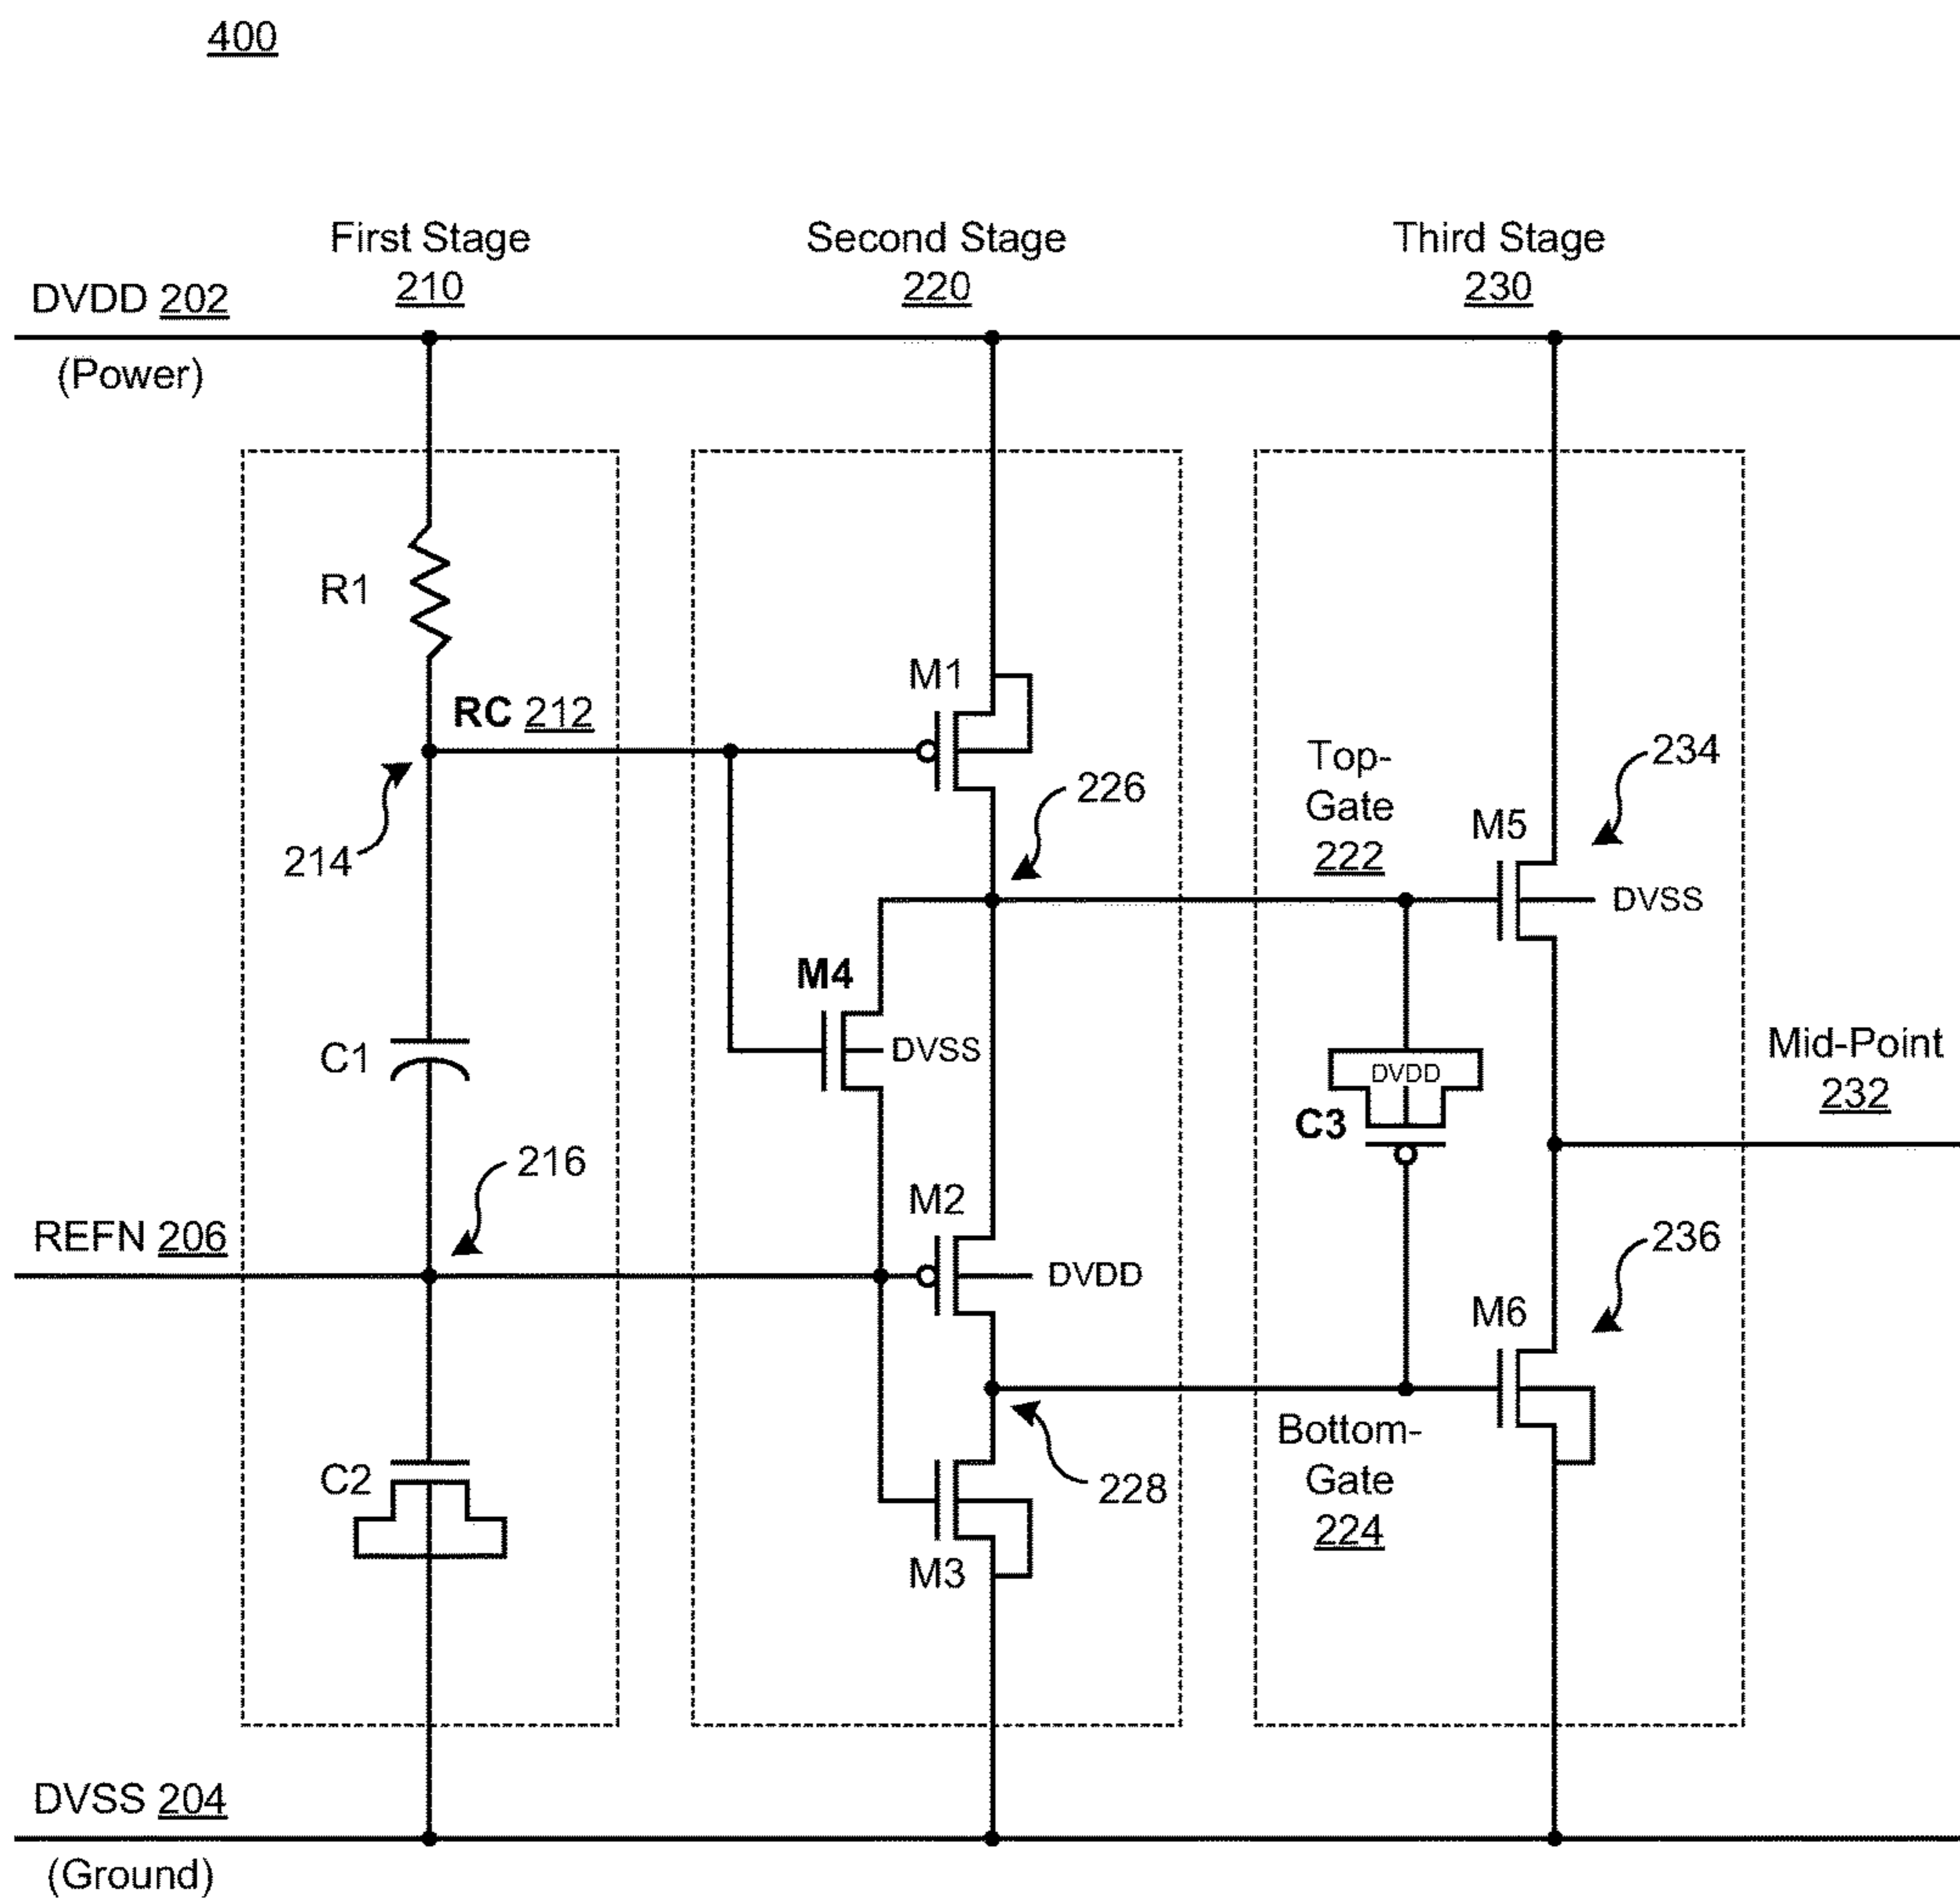 400
First Stage
210
Second Stage
220
Third Stage
230
DVDD 202
(Power)
R1
M1
RC 212
214
226
Top-
Gate
222
234
M5
DVSS
M4
DVSS
C1
DVDD
C3
Mid-Point
232
216
REFN 206
M2
DVDD
236
M6
C2
228
Bottom-
Gate
224
M3
DVSS 204
(Ground)